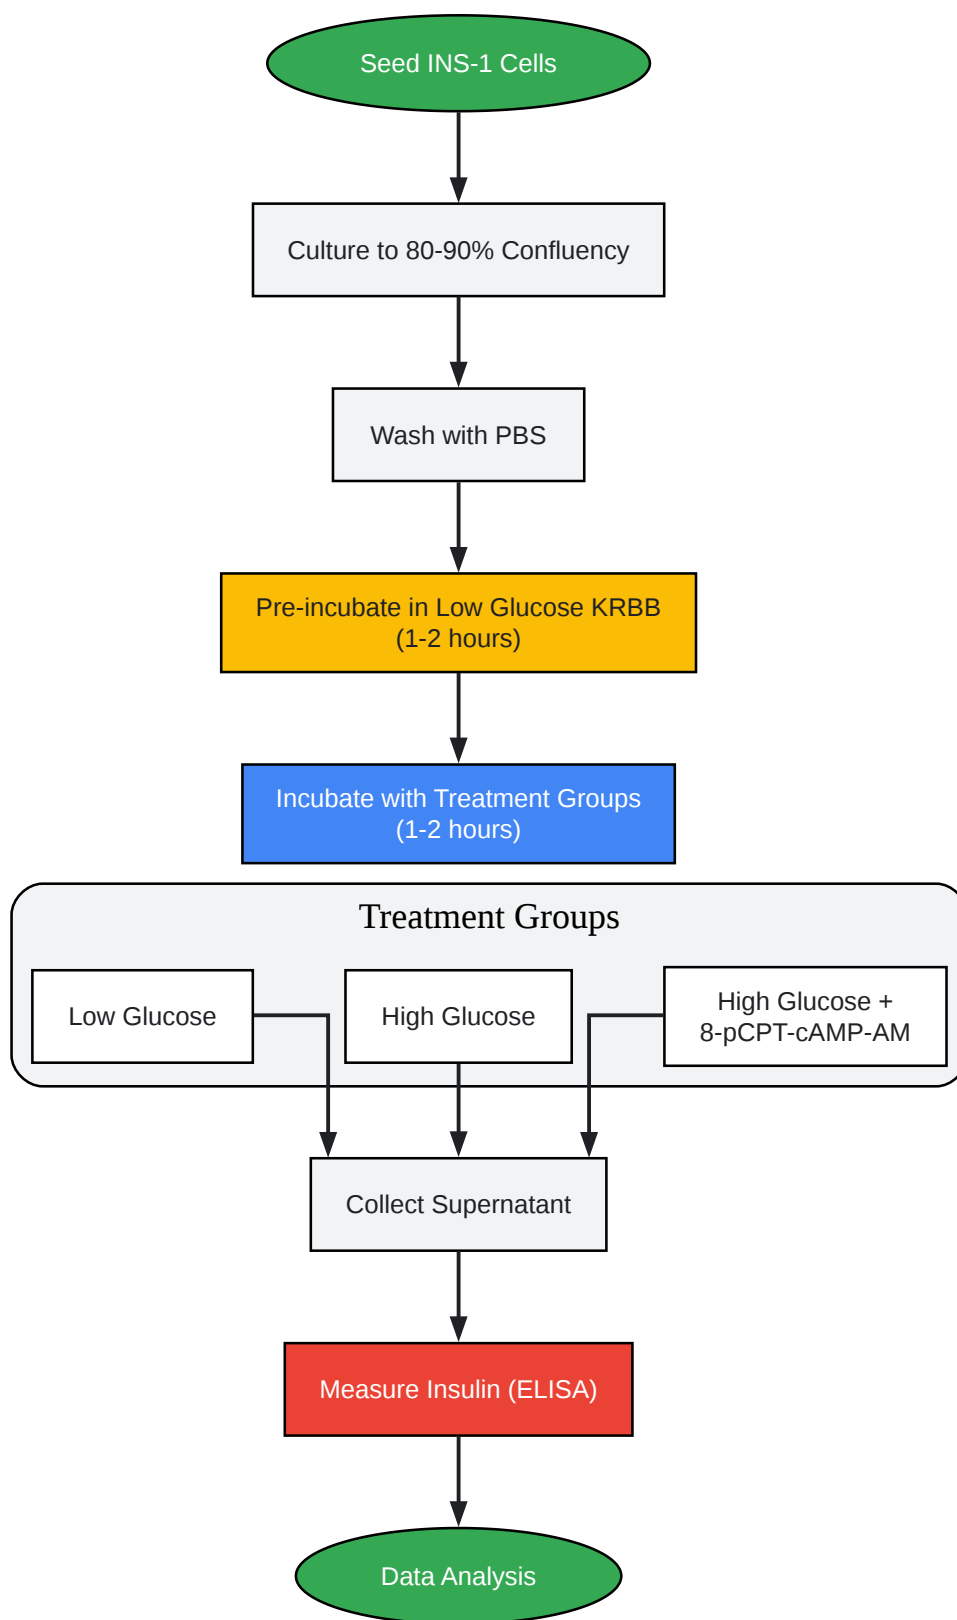 Seed INS-1 Cells
Culture to 80-90% Confluency
Wash with PBS
Pre-incubate in Low Glucose KRBB
(1-2 hours)
Incubate with Treatment Groups
(1-2 hours)
Treatment Groups
Low Glucose
High Glucose
High Glucose +
8-pCPT-cAMP-AM
Collect Supernatant
Measure Insulin (ELISA)
Data Analysis